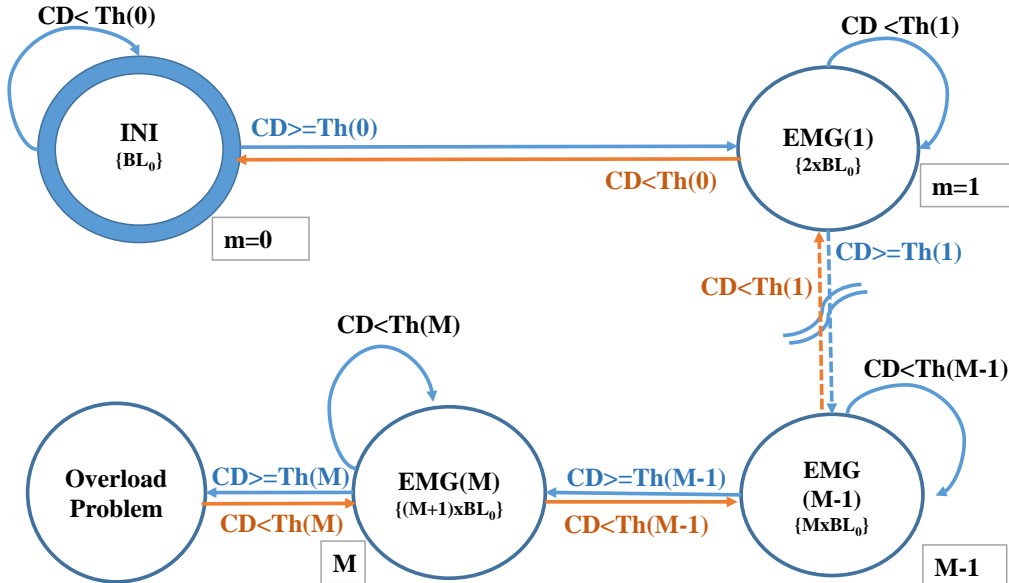 CD< Th(0)
CD <Th(1)
INI
{BL₀}
CD>=Th(0)
CD<Th(0)
EMG(1)
{2xBL₀}
m=0
m=1
CD>=Th(1)
CD<Th(1)
CD<Th(M)
CD<Th(M-1)
Overload
Problem
CD>=Th(M)
CD<Th(M)
EMG(M)
{(M+1)xBL₀}
CD>=Th(M-1)
CD<Th(M-1)
EMG
(M-1)
{MxBL₀}
M
M-1